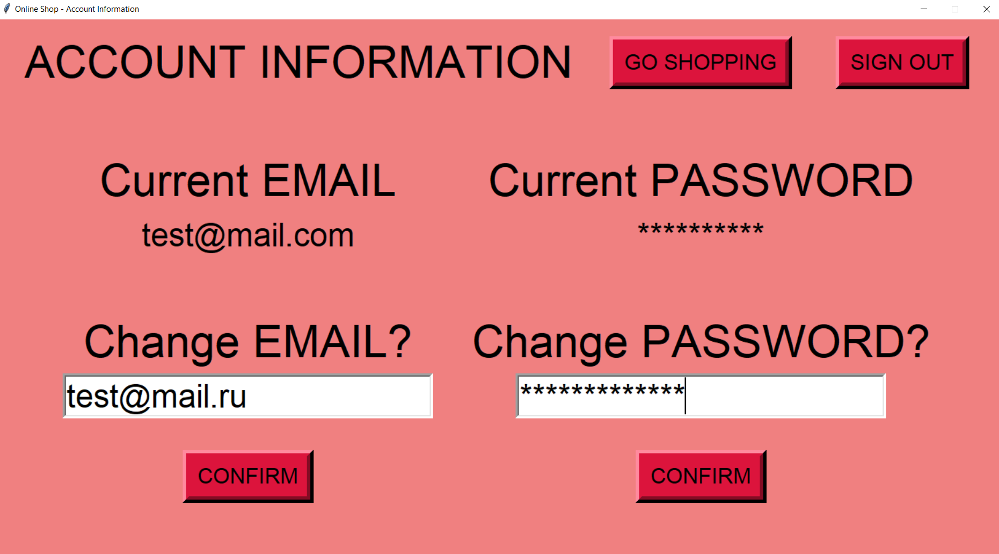 Online Shop - Account Information
ACCOUNT INFORMATION
GO SHOPPING
SIGN OUT
Current EMAIL
test@mail.com
Current PASSWORD
**********
Change EMAIL?
test@mail.ru
CONFIRM
Change PASSWORD?
*************
CONFIRM